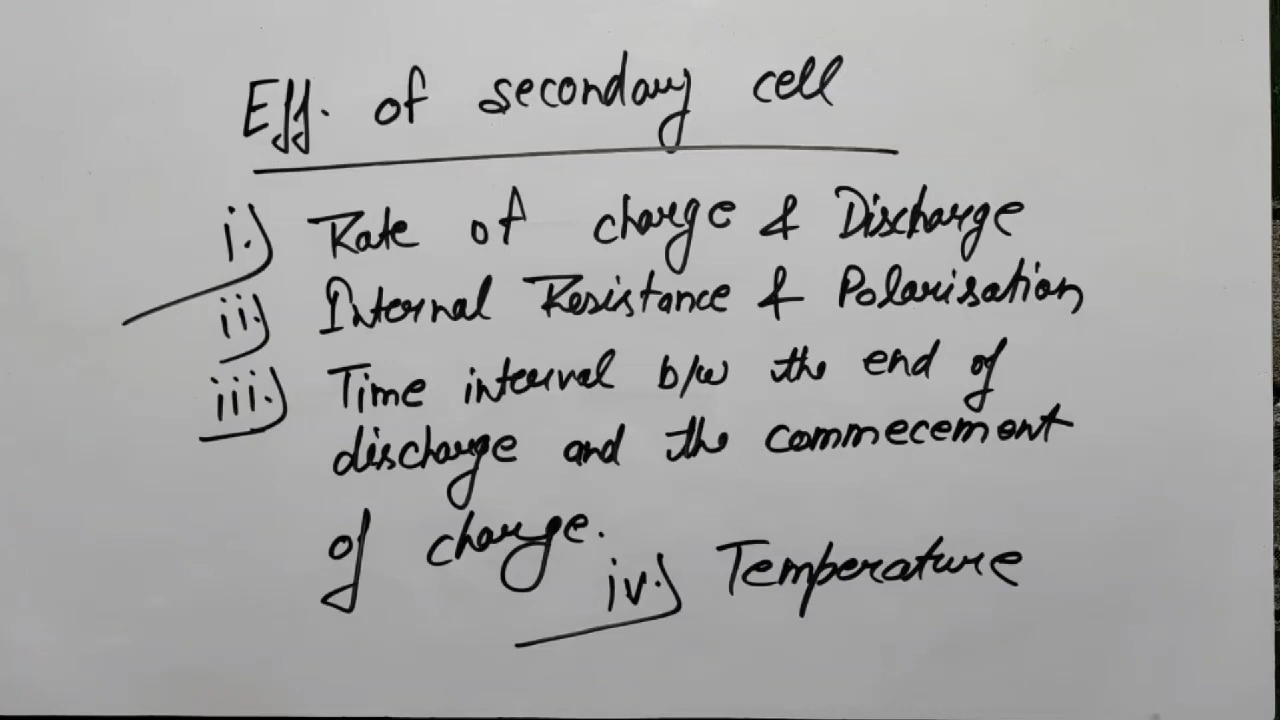 Eff. of secondary cell
i.) Rate of charge & Discharge
ii.) Internal Resistance & Polarisation
iii.) Time interval b/w the end of
discharge and the commecement
of charge.
iv.) Temperature